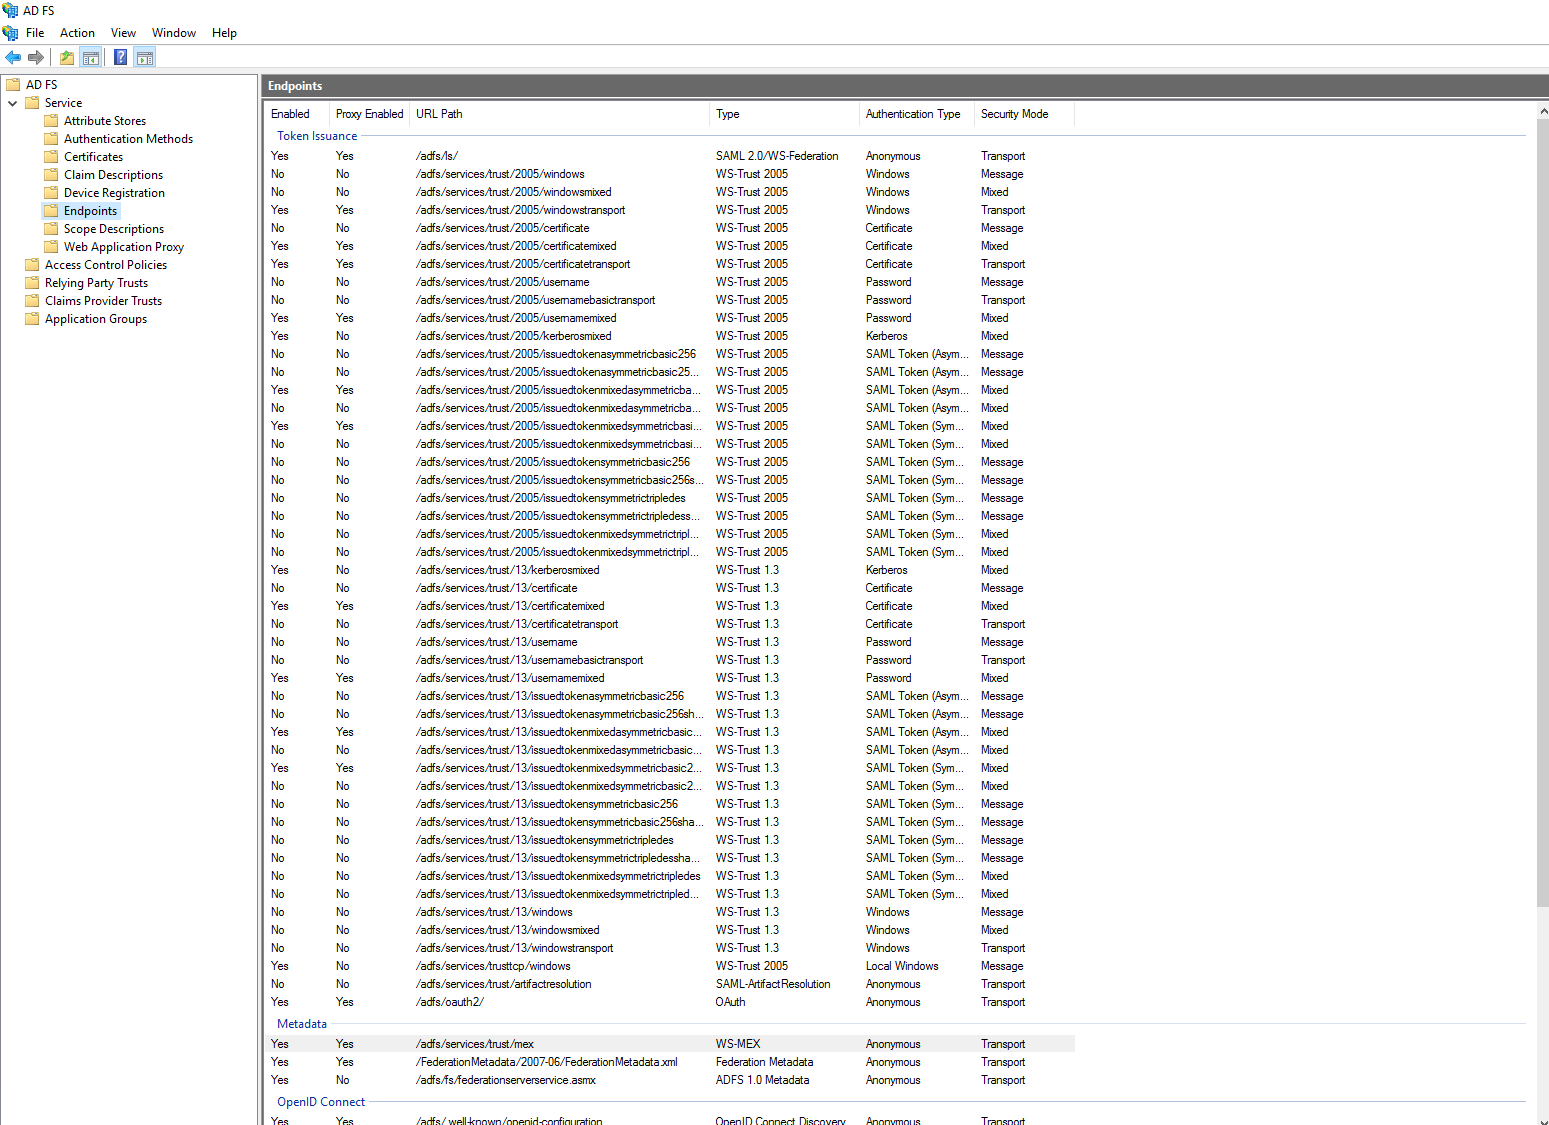 AD FS
File Action View Window Help
AD FS
Service
Attribute Stores
Authentication Methods
Certificates
Claim Descriptions
Device Registration
Endpoints
Scope Descriptions
Web Application Proxy
Access Control Policies
Relying Party Trusts
Claims Provider Trusts
Application Groups
Endpoints
Enabled Proxy Enabled URL Path Type Authentication Type Security Mode
Token Issuance
Yes Yes /adfs/ls/ SAML 2.0/WS-Federation Anonymous Transport
No No /adfs/services/trust/2005/windows WS-Trust 2005 Windows Message
No No /adfs/services/trust/2005/windowsmixed WS-Trust 2005 Windows Mixed
Yes Yes /adfs/services/trust/2005/windowstransport WS-Trust 2005 Windows Transport
No No /adfs/services/trust/2005/certificate WS-Trust 2005 Certificate Message
Yes Yes /adfs/services/trust/2005/certificatemixed WS-Trust 2005 Certificate Mixed
Yes Yes /adfs/services/trust/2005/certificatetransport WS-Trust 2005 Certificate Transport
No No /adfs/services/trust/2005/username WS-Trust 2005 Password Message
No No /adfs/services/trust/2005/usernamebasictransport WS-Trust 2005 Password Transport
Yes Yes /adfs/services/trust/2005/usernamemixed WS-Trust 2005 Password Mixed
Yes No /adfs/services/trust/2005/kerberosmixed WS-Trust 2005 Kerberos Mixed
No No /adfs/services/trust/2005/issuedtokenasymmetricbasic256 WS-Trust 2005 SAML Token (Asym... Message
No No /adfs/services/trust/2005/issuedtokenasymmetricbasic25... WS-Trust 2005 SAML Token (Asym... Message
Yes Yes /adfs/services/trust/2005/issuedtokenmixedasymmetricba... WS-Trust 2005 SAML Token (Asym... Mixed
No No /adfs/services/trust/2005/issuedtokenmixedasymmetricba... WS-Trust 2005 SAML Token (Asym... Mixed
Yes Yes /adfs/services/trust/2005/issuedtokenmixedsymmetricbasi... WS-Trust 2005 SAML Token (Sym... Mixed
No No /adfs/services/trust/2005/issuedtokenmixedsymmetricbasi... WS-Trust 2005 SAML Token (Sym... Mixed
No No /adfs/services/trust/2005/issuedtokensymmetricbasic256 WS-Trust 2005 SAML Token (Sym... Message
No No /adfs/services/trust/2005/issuedtokensymmetricbasic256s... WS-Trust 2005 SAML Token (Sym... Message
No No /adfs/services/trust/2005/issuedtokensymmetrictripledes WS-Trust 2005 SAML Token (Sym... Message
No No /adfs/services/trust/2005/issuedtokensymmetrictripledess... WS-Trust 2005 SAML Token (Sym... Message
No No /adfs/services/trust/2005/issuedtokenmixedsymmetrictripl... WS-Trust 2005 SAML Token (Sym... Mixed
No No /adfs/services/trust/2005/issuedtokenmixedsymmetrictripl... WS-Trust 2005 SAML Token (Sym... Mixed
Yes No /adfs/services/trust/13/kerberosmixed WS-Trust 1.3 Kerberos Mixed
No No /adfs/services/trust/13/certificate WS-Trust 1.3 Certificate Message
Yes Yes /adfs/services/trust/13/certificatemixed WS-Trust 1.3 Certificate Mixed
No No /adfs/services/trust/13/certificatetransport WS-Trust 1.3 Certificate Transport
No No /adfs/services/trust/13/username WS-Trust 1.3 Password Message
No No /adfs/services/trust/13/usernamebasictransport WS-Trust 1.3 Password Transport
Yes Yes /adfs/services/trust/13/usernamemixed WS-Trust 1.3 Password Mixed
No No /adfs/services/trust/13/issuedtokenasymmetricbasic256 WS-Trust 1.3 SAML Token (Asym... Message
No No /adfs/services/trust/13/issuedtokenasymmetricbasic256sh... WS-Trust 1.3 SAML Token (Asym... Message
Yes Yes /adfs/services/trust/13/issuedtokenmixedasymmetricbasic... WS-Trust 1.3 SAML Token (Asym... Mixed
No No /adfs/services/trust/13/issuedtokenmixedasymmetricbasic... WS-Trust 1.3 SAML Token (Asym... Mixed
Yes Yes /adfs/services/trust/13/issuedtokenmixedsymmetricbasic2... WS-Trust 1.3 SAML Token (Sym... Mixed
No No /adfs/services/trust/13/issuedtokenmixedsymmetricbasic2... WS-Trust 1.3 SAML Token (Sym... Mixed
No No /adfs/services/trust/13/issuedtokensymmetricbasic256 WS-Trust 1.3 SAML Token (Sym... Message
No No /adfs/services/trust/13/issuedtokensymmetricbasic256sha... WS-Trust 1.3 SAML Token (Sym... Message
No No /adfs/services/trust/13/issuedtokensymmetrictripledes WS-Trust 1.3 SAML Token (Sym... Message
No No /adfs/services/trust/13/issuedtokensymmetrictripledessha... WS-Trust 1.3 SAML Token (Sym... Message
No No /adfs/services/trust/13/issuedtokenmixedsymmetrictripledes WS-Trust 1.3 SAML Token (Sym... Mixed
No No /adfs/services/trust/13/issuedtokenmixedsymmetrictripled... WS-Trust 1.3 SAML Token (Sym... Mixed
No No /adfs/services/trust/13/windows WS-Trust 1.3 Windows Message
No No /adfs/services/trust/13/windowsmixed WS-Trust 1.3 Windows Mixed
No No /adfs/services/trust/13/windowstransport WS-Trust 1.3 Windows Transport
Yes No /adfs/services/trusttcp/windows WS-Trust 2005 Local Windows Message
No No /adfs/services/trust/artifactresolution SAML-ArtifactResolution Anonymous Transport
Yes Yes /adfs/oauth2/ OAuth Anonymous Transport
Metadata
Yes Yes /adfs/services/trust/mex WS-MEX Anonymous Transport
Yes Yes /FederationMetadata/2007-06/FederationMetadata.xml Federation Metadata Anonymous Transport
Yes No /adfs/fs/federationserverservice.asmx ADFS 1.0 Metadata Anonymous Transport
OpenID Connect
Yes Yes /adfs/.well-known/openid-configuration OpenID Connect Discovery Anonymous Transport